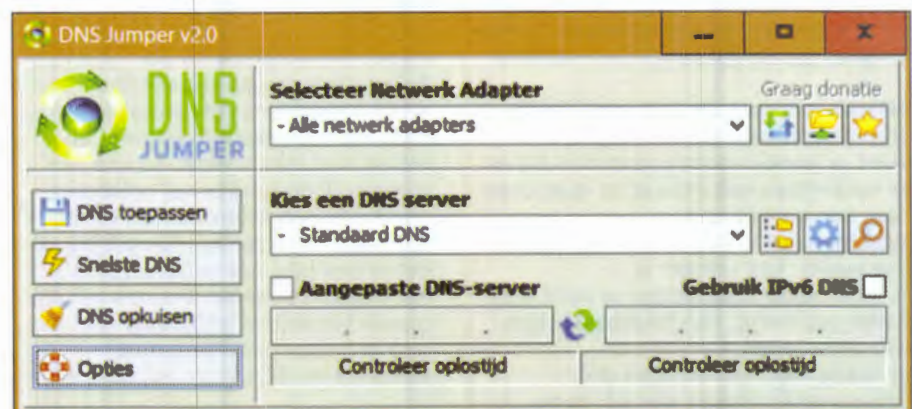 DNS Jumper v2.0
DNS
JUMPER
Selecteer Netwerk Adapter
Graag donatie
- Alle netwerk adapters
DNS toepassen
Snelste DNS
DNS opkuisen
Opties
Kies een DNS server
- Standaard DNS
Aangepaste DNS-server
Gebruik IPv6 DNS
. . .
. . .
Controleer oplostijd
Controleer oplostijd